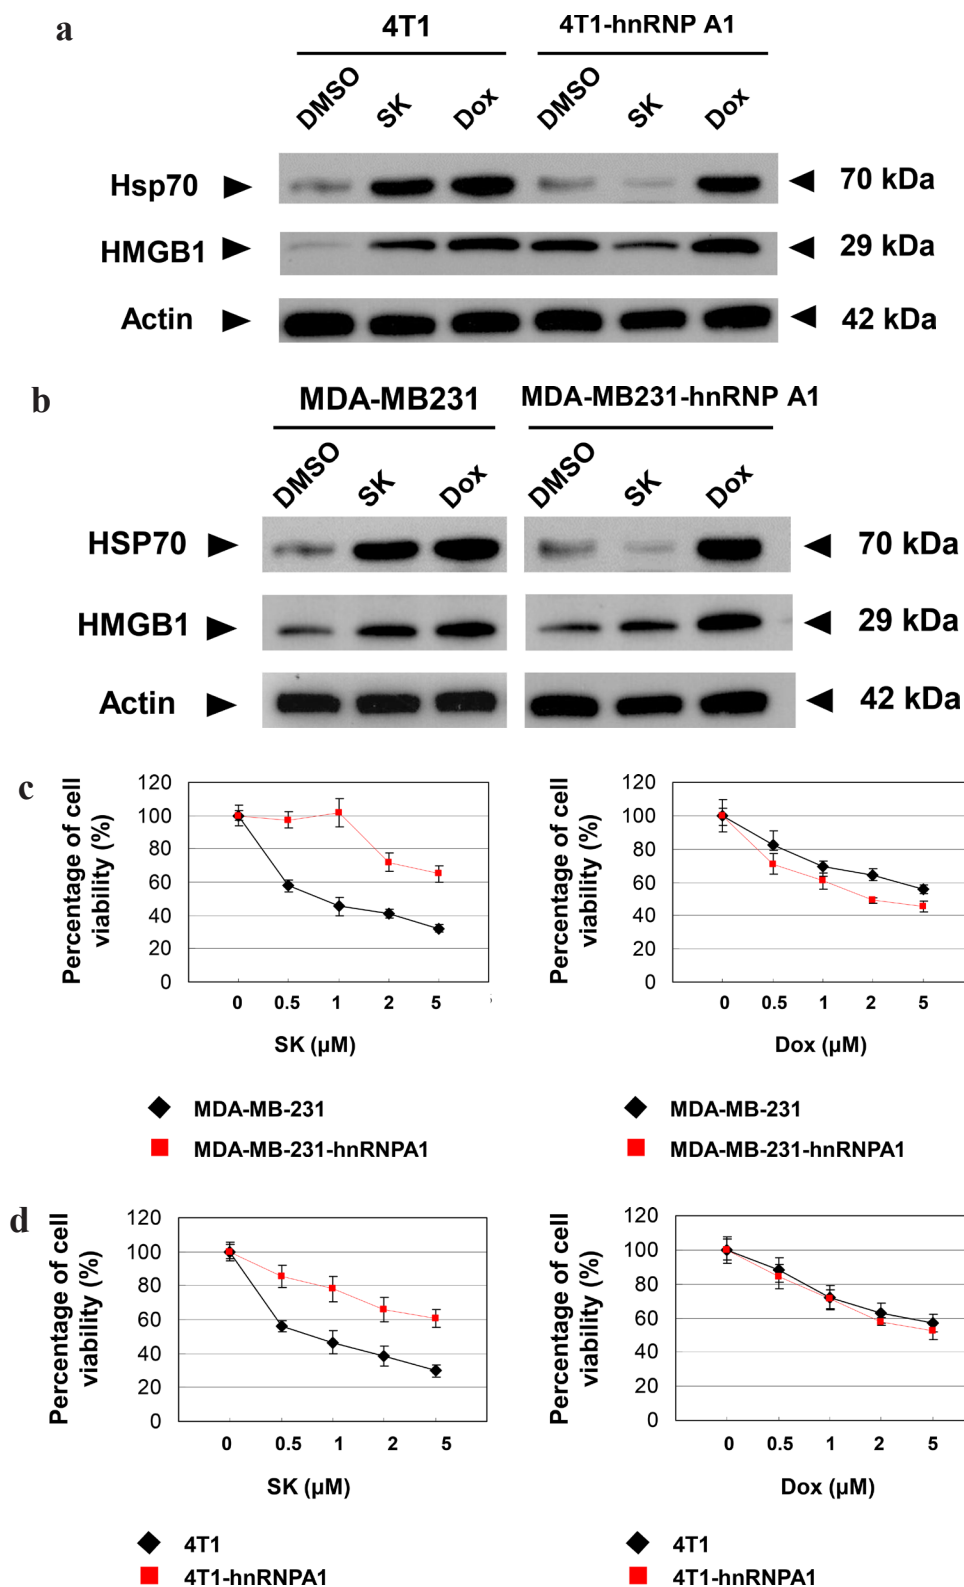 a
4T1
4T1-hnRNP A1
DMSO SK Dox DMSO SK Dox
Hsp70 70 kDa
HMGB1 29 kDa
Actin 42 kDa
b
MDA-MB231
MDA-MB231-hnRNP A1
DMSO SK Dox DMSO SK Dox
HSP70 70 kDa
HMGB1 29 kDa
Actin 42 kDa
c
Percentage of cell
viability (%)
120
100
80
60
40
20
0
0 0.5 1 2 5
SK (µM)
MDA-MB-231
MDA-MB-231-hnRNPA1
Percentage of cell
viability (%)
120
100
80
60
40
20
0
0 0.5 1 2 5
Dox (µM)
MDA-MB-231
MDA-MB-231-hnRNPA1
d
Percentage of cell
viability (%)
120
100
80
60
40
20
0
0 0.5 1 2 5
SK (µM)
4T1
4T1-hnRNPA1
Percentage of cell
viability (%)
120
100
80
60
40
20
0
0 0.5 1 2 5
Dox (µM)
4T1
4T1-hnRNPA1